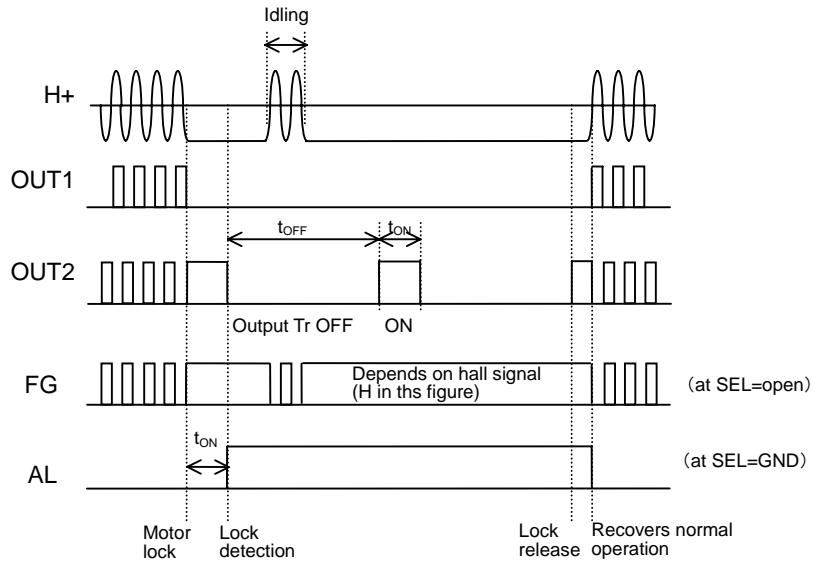 Idling
H+
OUT1
tOFF
tON
OUT2
Output Tr OFF
ON
FG
Depends on hall signal
(H in ths figure)
(at SEL=open)
tON
AL
(at SEL=GND)
Motor
lock
Lock
detection
Lock
release
Recovers normal
operation